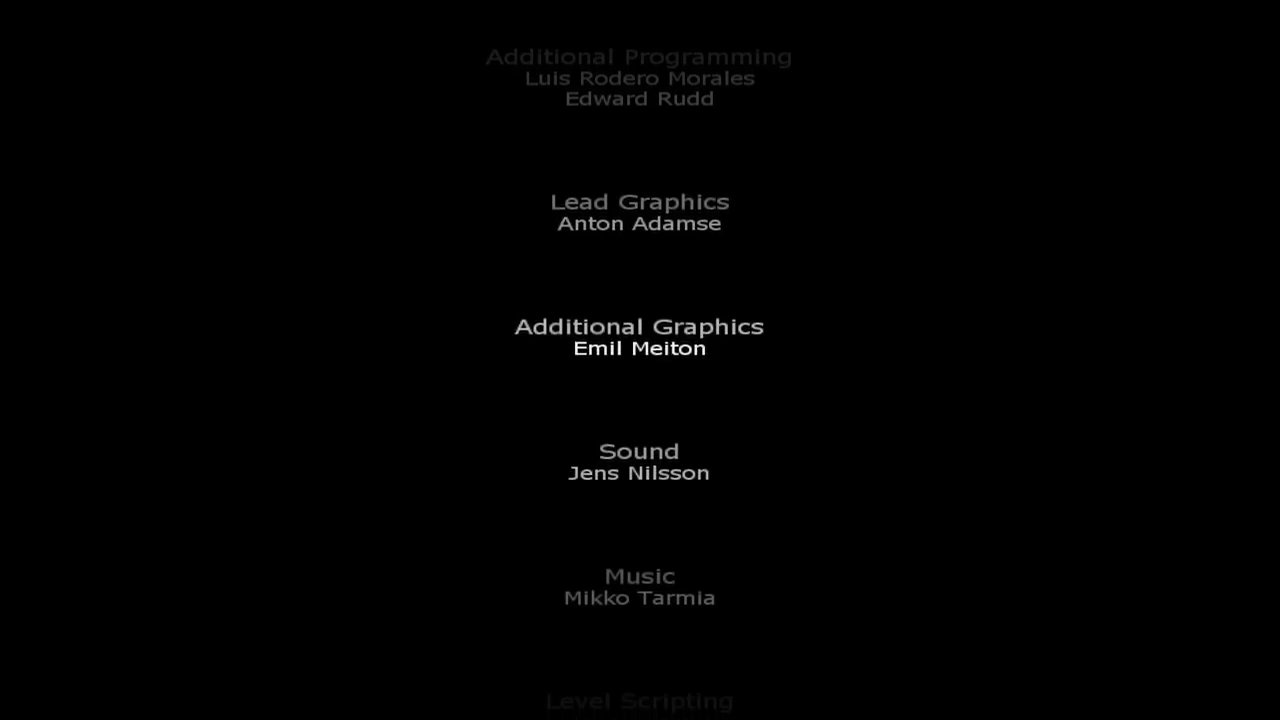 Additional Programming
Luis Rodero Morales
Edward Rudd
Lead Graphics
Anton Adamse
Additional Graphics
Emil Meiton
Sound
Jens Nilsson
Music
Mikko Tarmia
Level Scripting